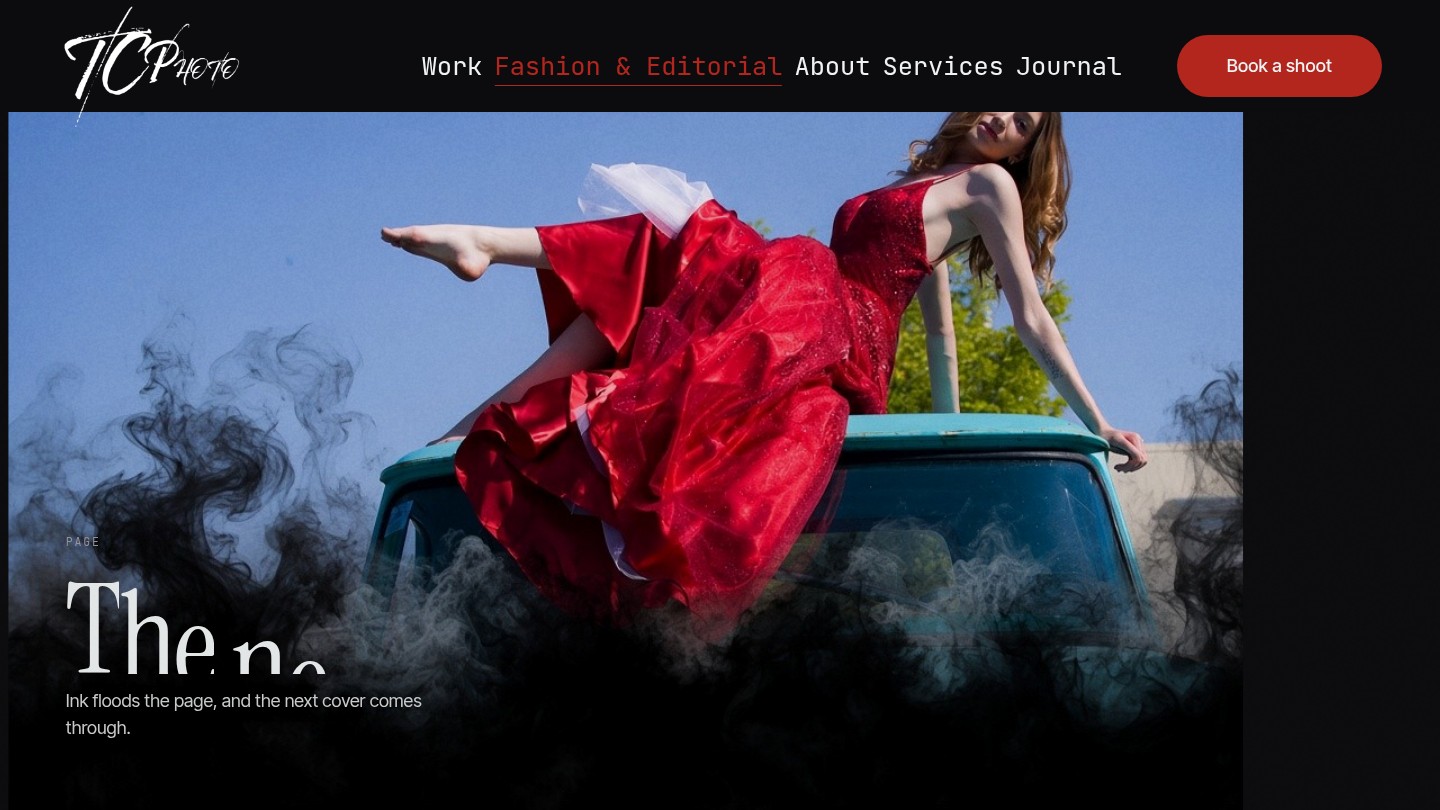 TCPHOTO
Work Fashion & Editorial About Services Journal
Book a shoot
PAGE
The
Ink floods the page, and the next cover comes
through.